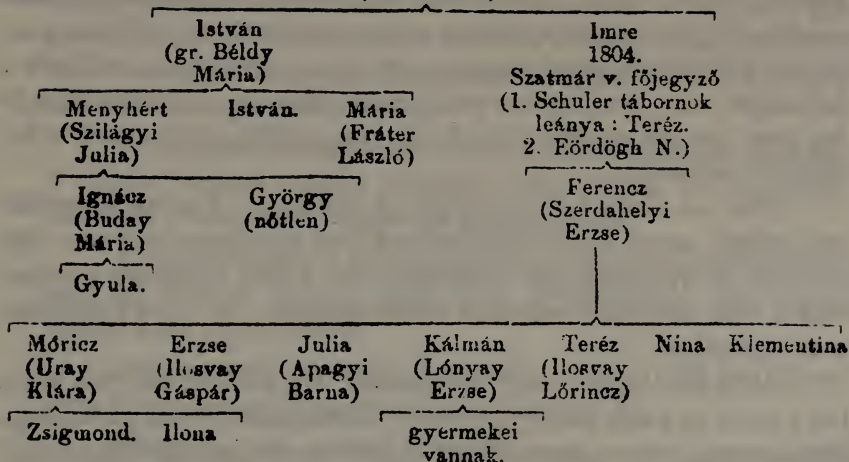 István
(gr. Béldy
Mária)
Imre
1804.
Szatmár v. főjegyző
(1. Schuler tábornok
leánya : Teréz.
2. Eördögh N.)
Menyhért
(Szilágyi
Julia)
István.
Mária
(Fráter
László)
Ignácz
(Buday
Mária)
György
(nőtlen)
Ferencz
(Szerdahelyi
Erzse)
Gyula.
Móricz
(Uray
Klára)
Erzse
(Ilosvay
Gáspár)
Julia
(Apagyi
Barna)
Kálmán
(Lónyay
Erzse)
Teréz
(Ilosvay
Lőrincz)
Nina
Klementina
Zsigmond.
Ilona
gyermekei
vannak.